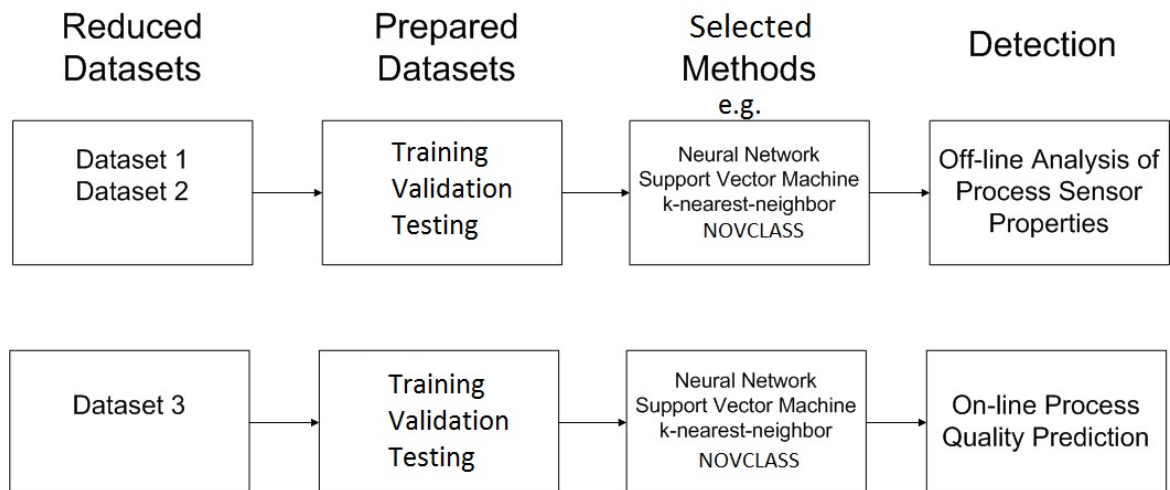 Reduced
Datasets
Prepared
Datasets
Selected
Methods
e.g.
Detection
Dataset 1
Dataset 2
Training
Validation
Testing
Neural Network
Support Vector Machine
k-nearest-neighbor
NOVCLASS
Off-line Analysis of
Process Sensor
Properties
Dataset 3
Training
Validation
Testing
Neural Network
Support Vector Machine
k-nearest-neighbor
NOVCLASS
On-line Process
Quality Prediction